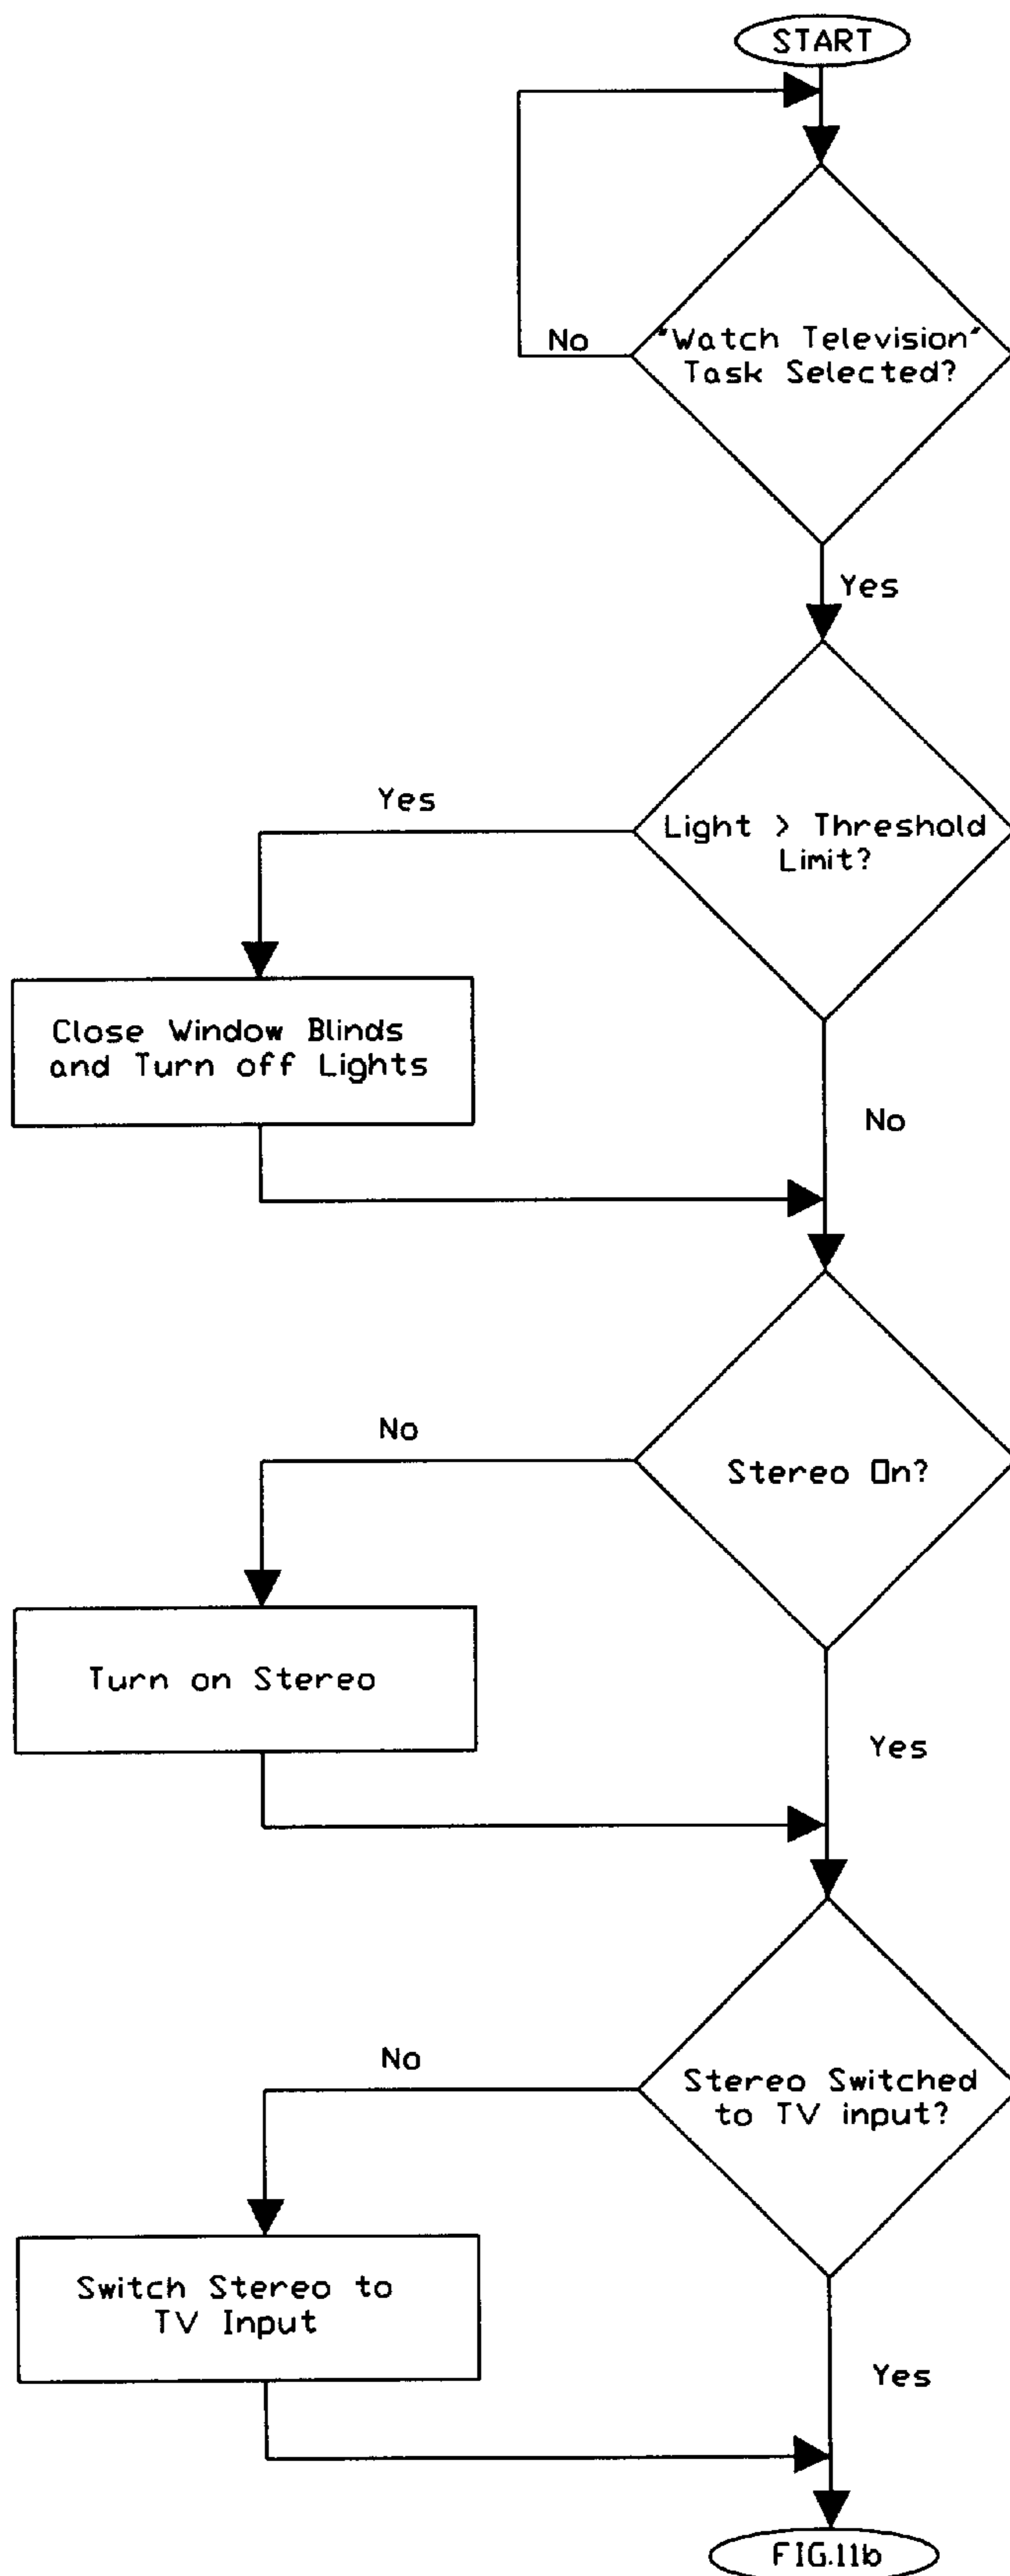 START
No
"Watch Television"
Task Selected?
Yes
Yes
Light > Threshold
Limit?
Close Window Blinds
and Turn off Lights
No
No
Stereo On?
Turn on Stereo
Yes
No
Stereo Switched
to TV input?
Switch Stereo to
TV Input
Yes
FIG.11b